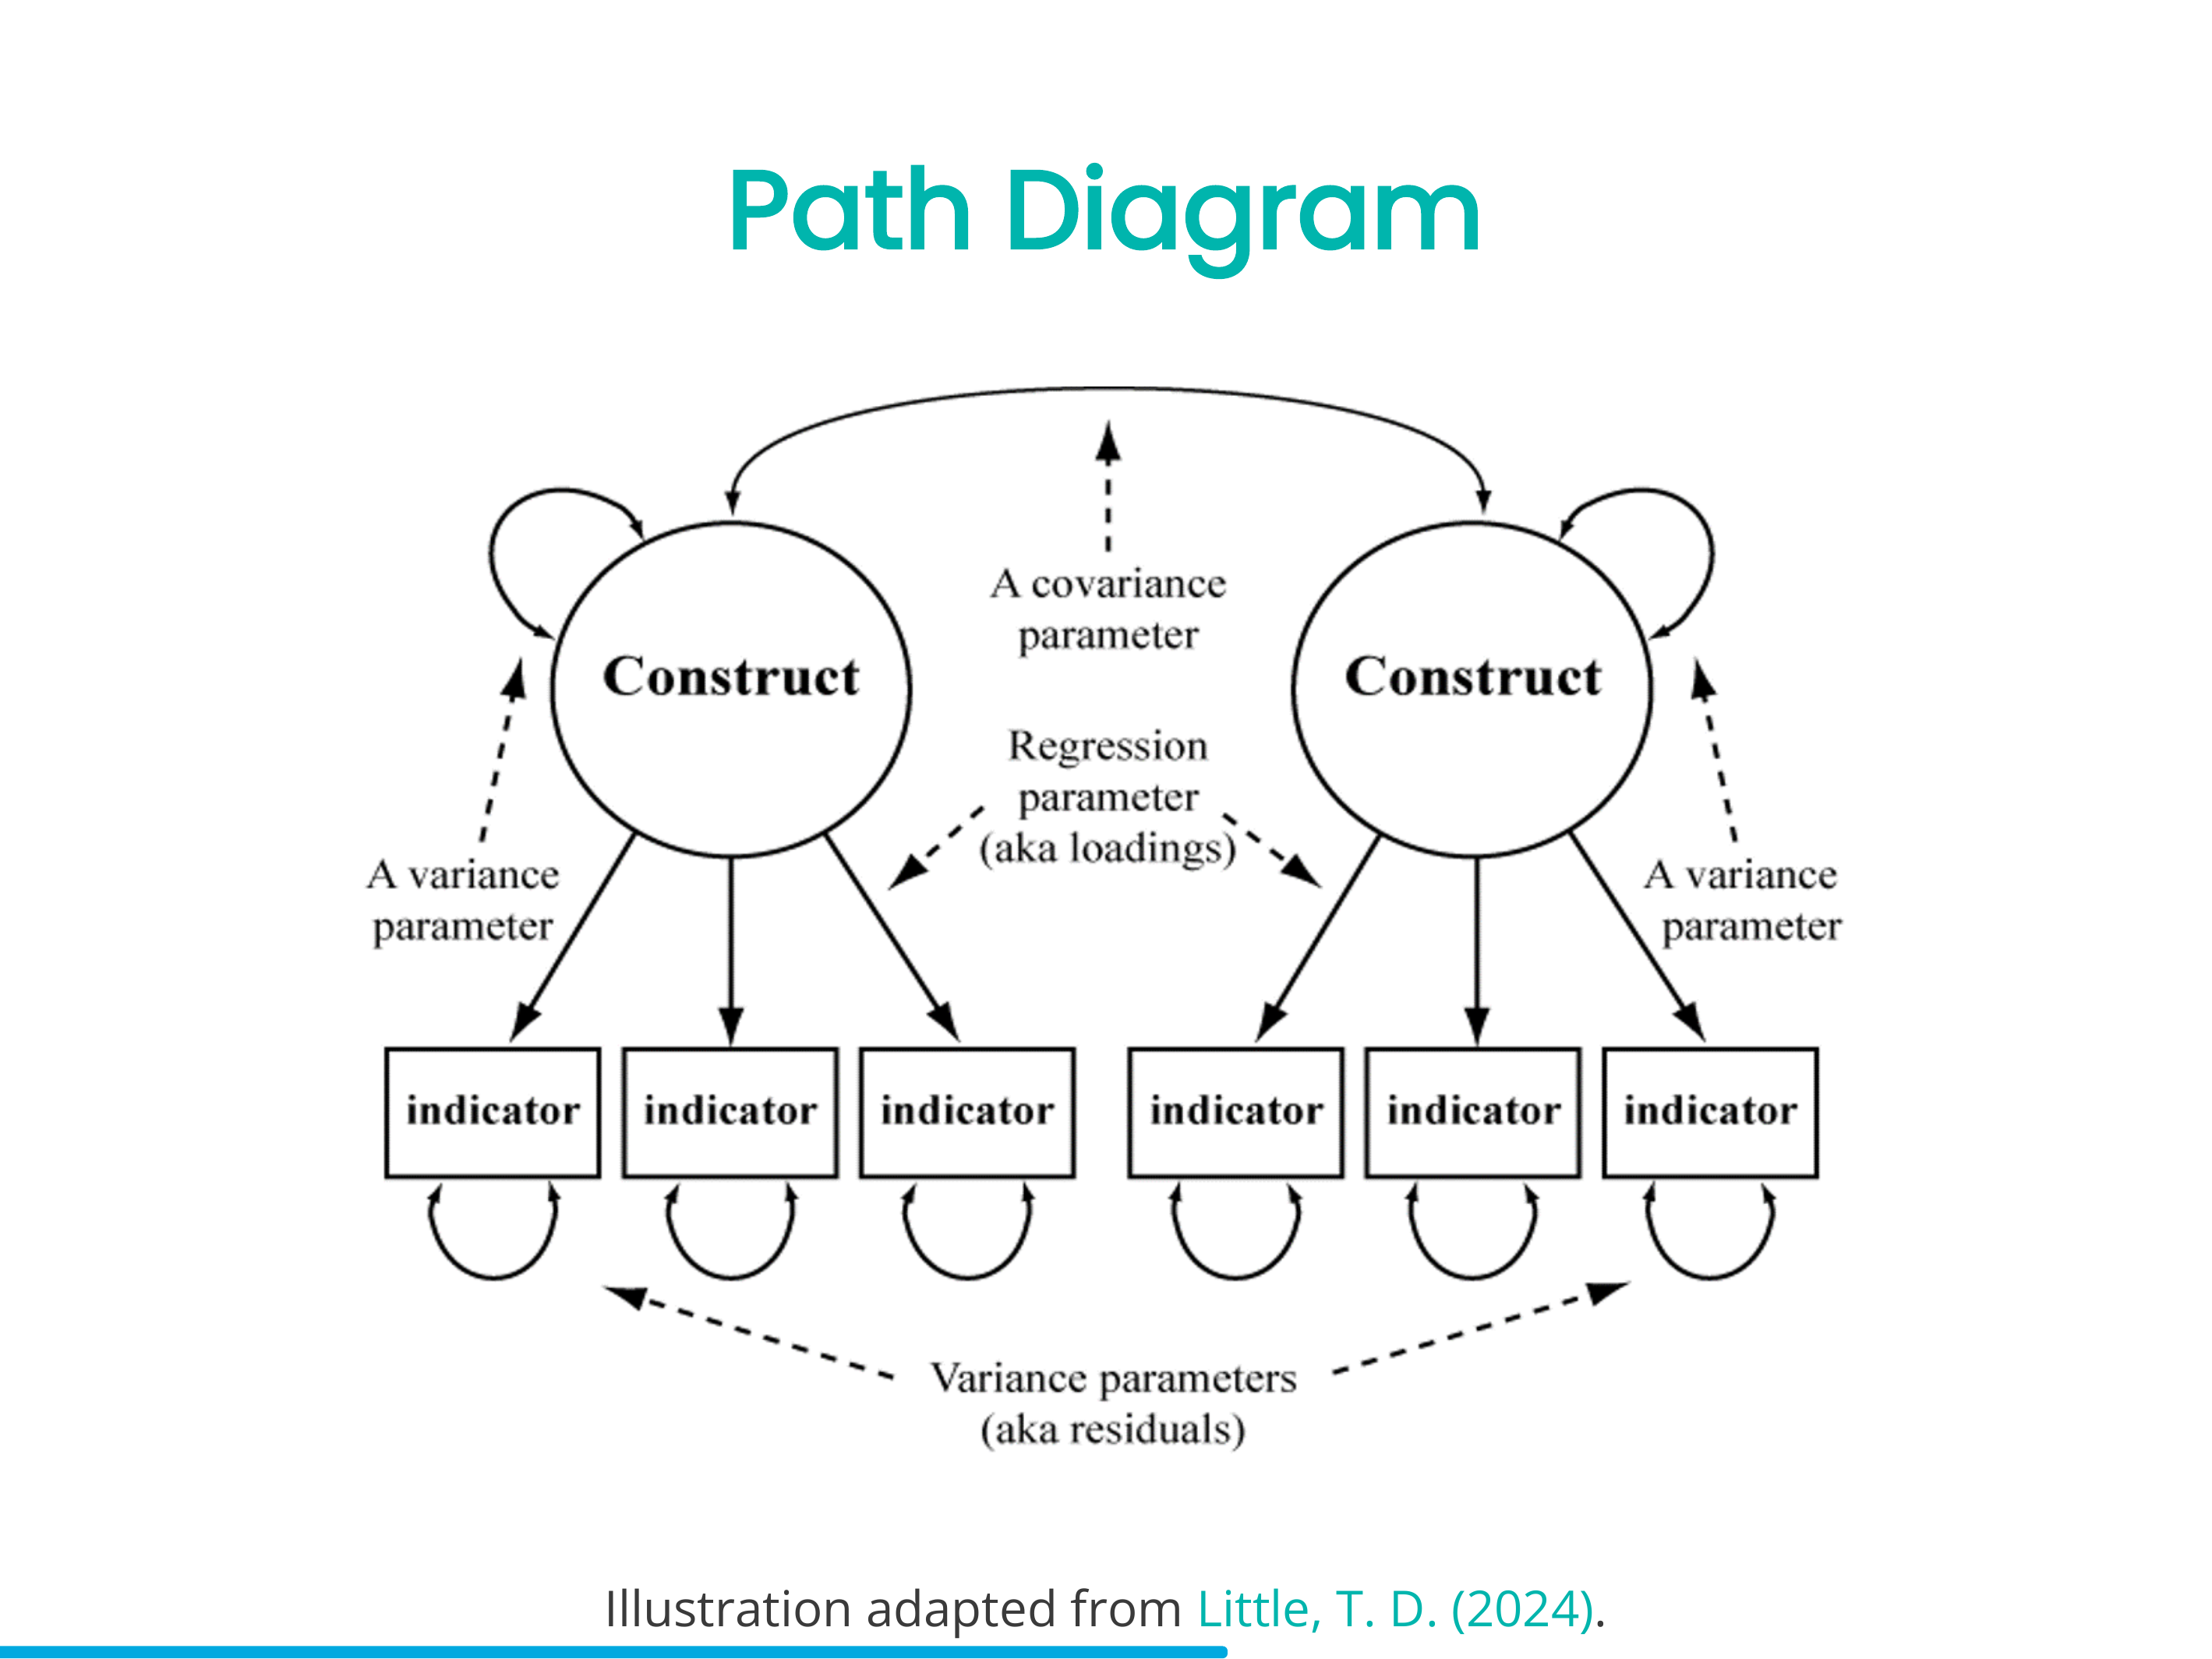 Path Diagram
A covariance
parameter
Construct
Construct
Regression
parameter
(aka loadings)
A variance
parameter
A variance
parameter
indicator
indicator
indicator
indicator
indicator
indicator
Variance parameters
(aka residuals)
Illustration adapted from Little, T. D. (2024).